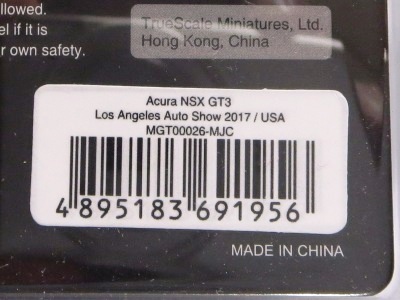 llowed.
el if it is
r own safety.
TrueScale Miniatures, Ltd.
Hong Kong, China
Acura NSX GT3
Los Angeles Auto Show 2017 / USA
MGT00026-MJC
4 895183 691956
MADE IN CHINA